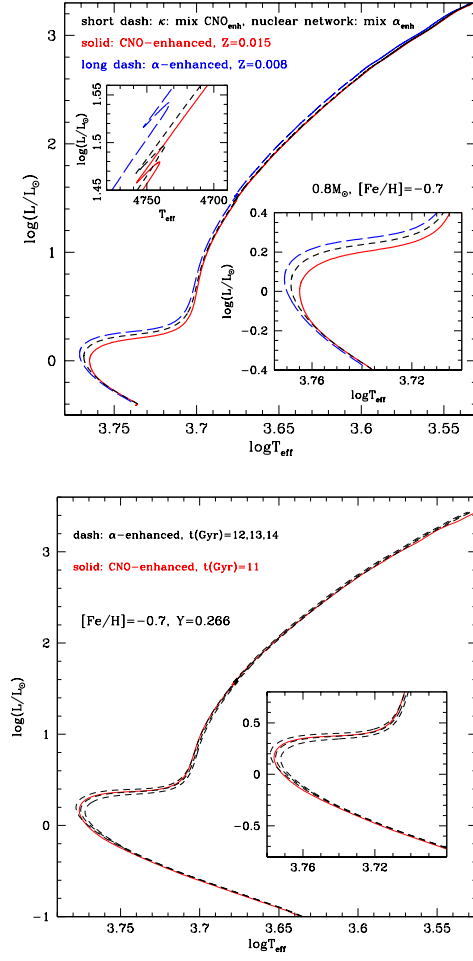 short dash: κ: mix CNO_enh, nuclear network: mix α_enh
solid: CNO-enhanced, Z=0.015
long dash: α-enhanced, Z=0.008
3
2
1
0
log(L/L⊙)
1.55
1.5
1.45
log(L/L⊙)
4750
4700
T_eff
0.8M⊙, [Fe/H]=-0.7
0.4
0.2
0
-0.2
-0.4
log(L/L⊙)
3.76
3.72
logT_eff
3.75
3.7
3.65
3.6
3.55
logT_eff
dash: α-enhanced, t(Gyr)=12,13,14
solid: CNO-enhanced, t(Gyr)=11
[Fe/H]=-0.7, Y=0.266
3
2
1
0
-1
log(L/L⊙)
0.5
0
-0.5
3.76
3.72
3.75
3.7
3.65
3.6
3.55
logT_eff